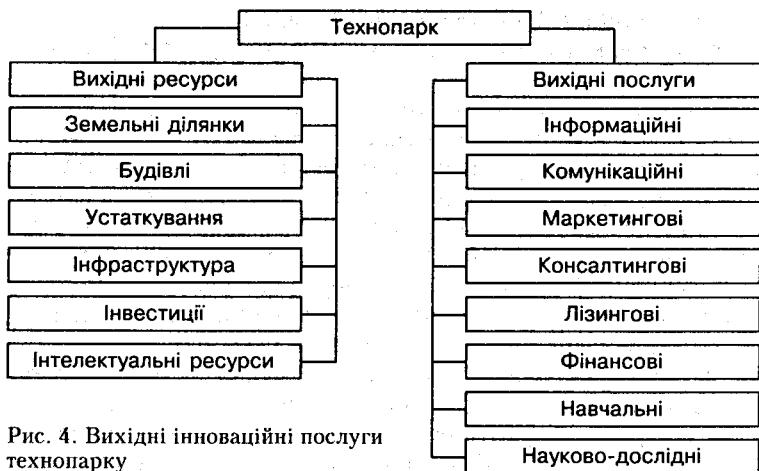 Технопарк
Вихідні ресурси
Земельні ділянки
Будівлі
Устаткування
Інфраструктура
Інвестиції
Інтелектуальні ресурси
Вихідні послуги
Інформаційні
Комунікаційні
Маркетингові
Консалтингові
Лізингові
Фінансові
Навчальні
Науково-дослідні
Рис. 4. Вихідні інноваційні послуги
технопарку